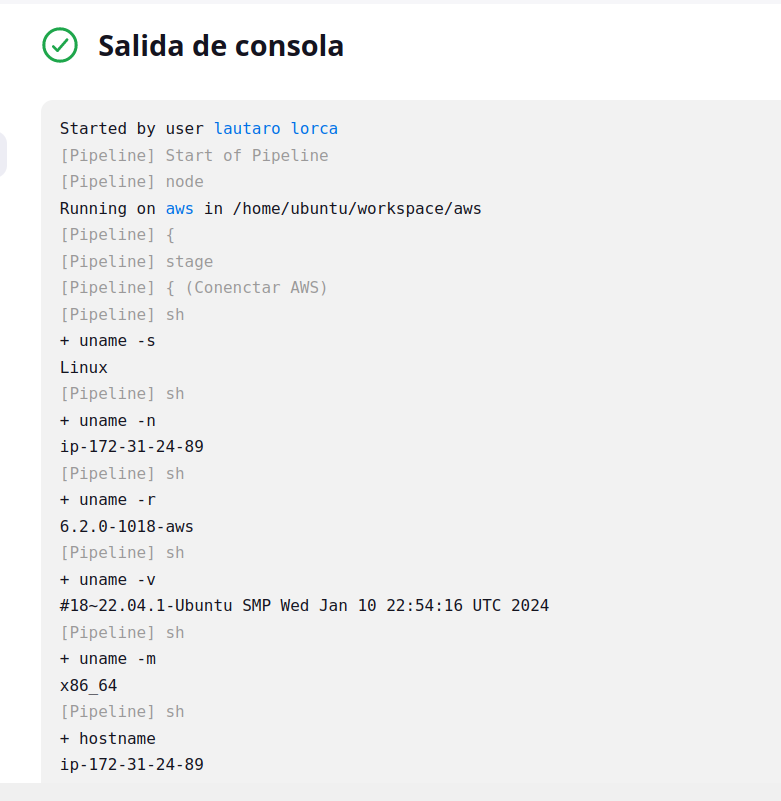 Salida de consola
Started by user lautaro lorca
[Pipeline] Start of Pipeline
[Pipeline] node
Running on aws in /home/ubuntu/workspace/aws
[Pipeline] {
[Pipeline] stage
[Pipeline] { (Conenctar AWS)
[Pipeline] sh
+ uname -s
Linux
[Pipeline] sh
+ uname -n
ip-172-31-24-89
[Pipeline] sh
+ uname -r
6.2.0-1018-aws
[Pipeline] sh
+ uname -v
#18~22.04.1-Ubuntu SMP Wed Jan 10 22:54:16 UTC 2024
[Pipeline] sh
+ uname -m
x86_64
[Pipeline] sh
+ hostname
ip-172-31-24-89